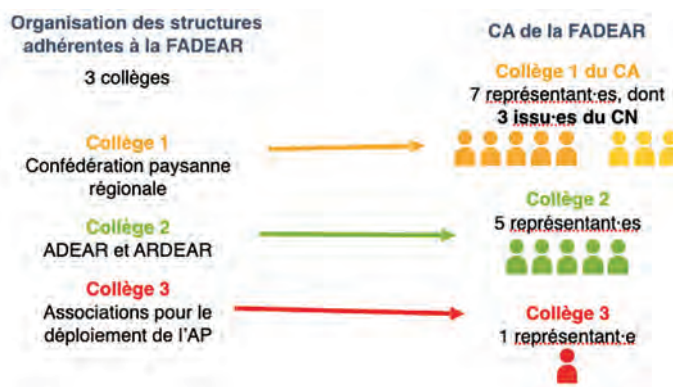 Organisation des structures
adhérentes à la FADEAR
3 collèges
Collège 1
Confédération paysanne
régionale
Collège 2
ADEAR et ARDEAR
Collège 3
Associations pour le
déploiement de l'AP
CA de la FADEAR
Collège 1 du CA
7 représentant·es, dont
3 issu·es du CN
Collège 2
5 représentant·es
Collège 3
1 représentant·e